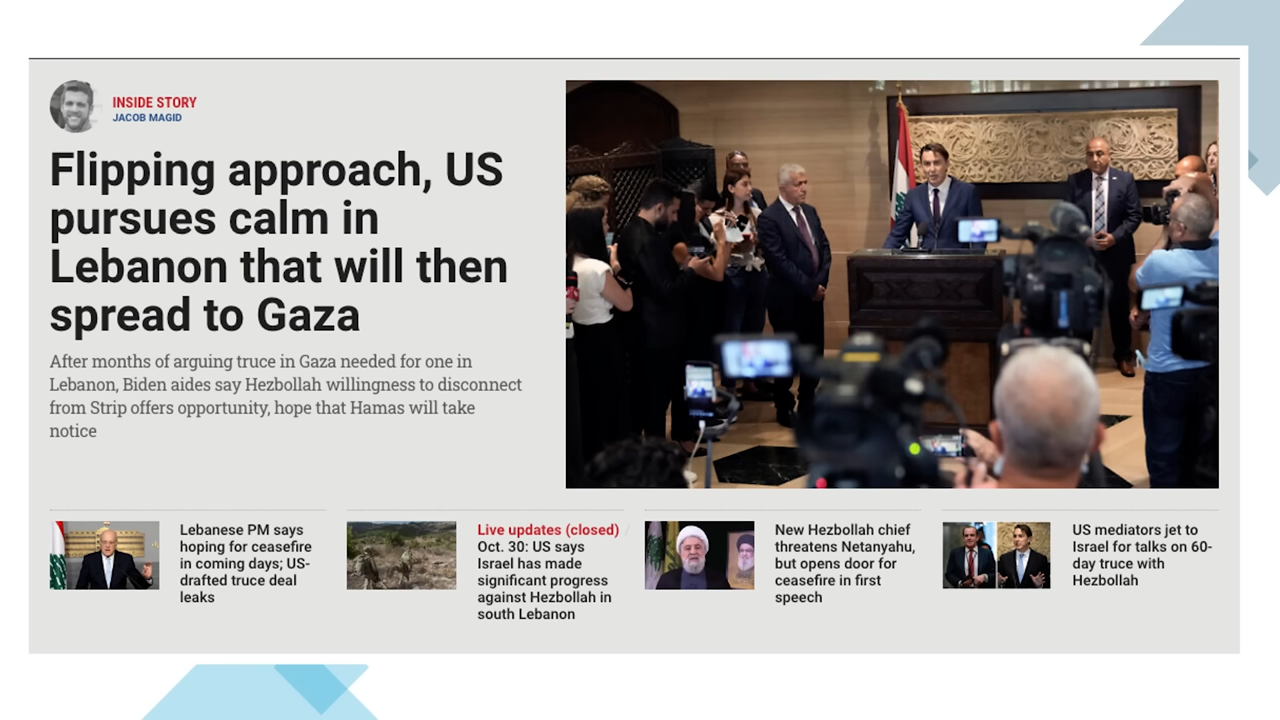 INSIDE STORY
JACOB MAGID
Flipping approach, US
pursues calm in
Lebanon that will then
spread to Gaza
After months of arguing truce in Gaza needed for one in
Lebanon, Biden aides say Hezbollah willingness to disconnect
from Strip offers opportunity, hope that Hamas will take
notice
Lebanese PM says
hoping for ceasefire
in coming days; US-
drafted truce deal
leaks
Live updates (closed) /
Oct. 30: US says
Israel has made
significant progress
against Hezbollah in
south Lebanon
New Hezbollah chief
threatens Netanyahu,
but opens door for
ceasefire in first
speech
US mediators jet to
Israel for talks on 60-
day truce with
Hezbollah